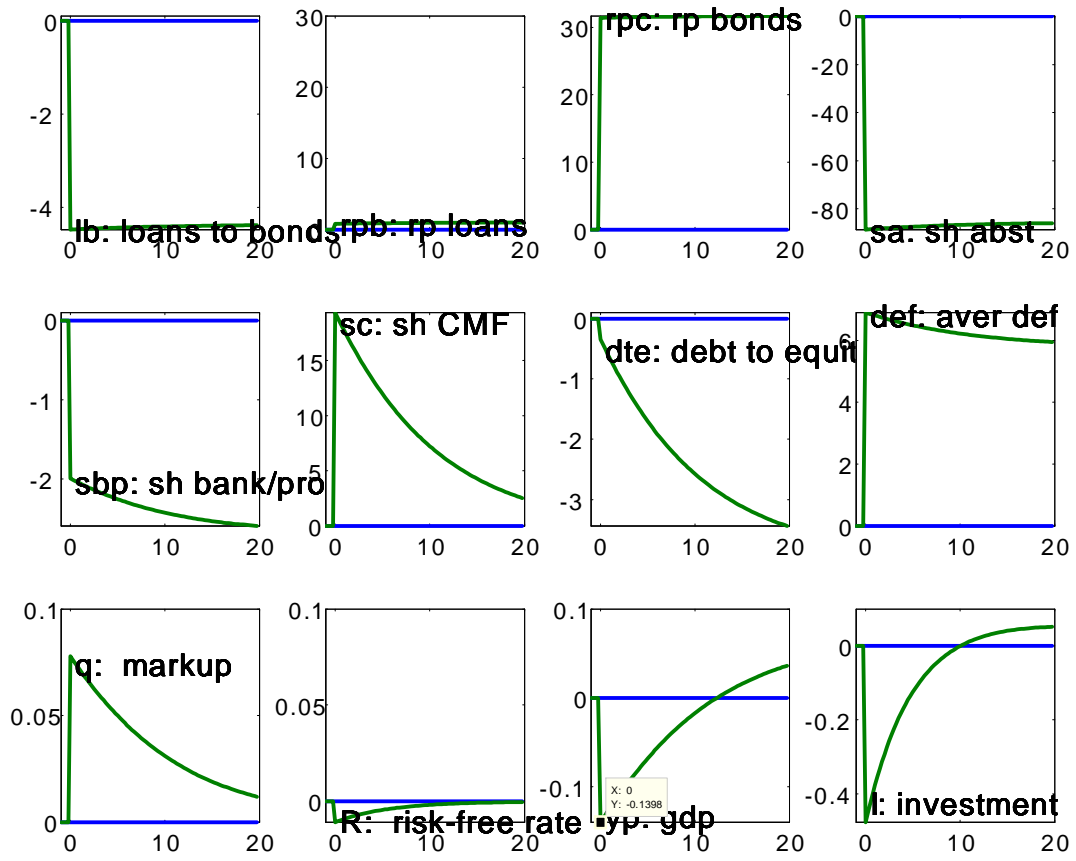 0
-2
-4
0 10 20
lb: loans to bonds
30
20
10
0
0 10 20
rpb: rp loans
30
20
10
0
0 10 20
rpc: rp bonds
0
-20
-40
-60
-80
0 10 20
sa: sh abst
0
-1
-2
0 10 20
sbp: sh bank/pro
15
10
5
0
0 10 20
sc: sh CMF
0
-1
-2
-3
0 10 20
dte: debt to equit
6
4
2
0
0 10 20
def: aver def
0.1
0.05
0
0 10 20
q: markup
0.1
0.05
0
0 10 20
R: risk-free rate
0.1
0
-0.1
0 10 20
X: 0
Y: -0.1398
yp: gdp
0
-0.2
-0.4
0 10 20
I: investment